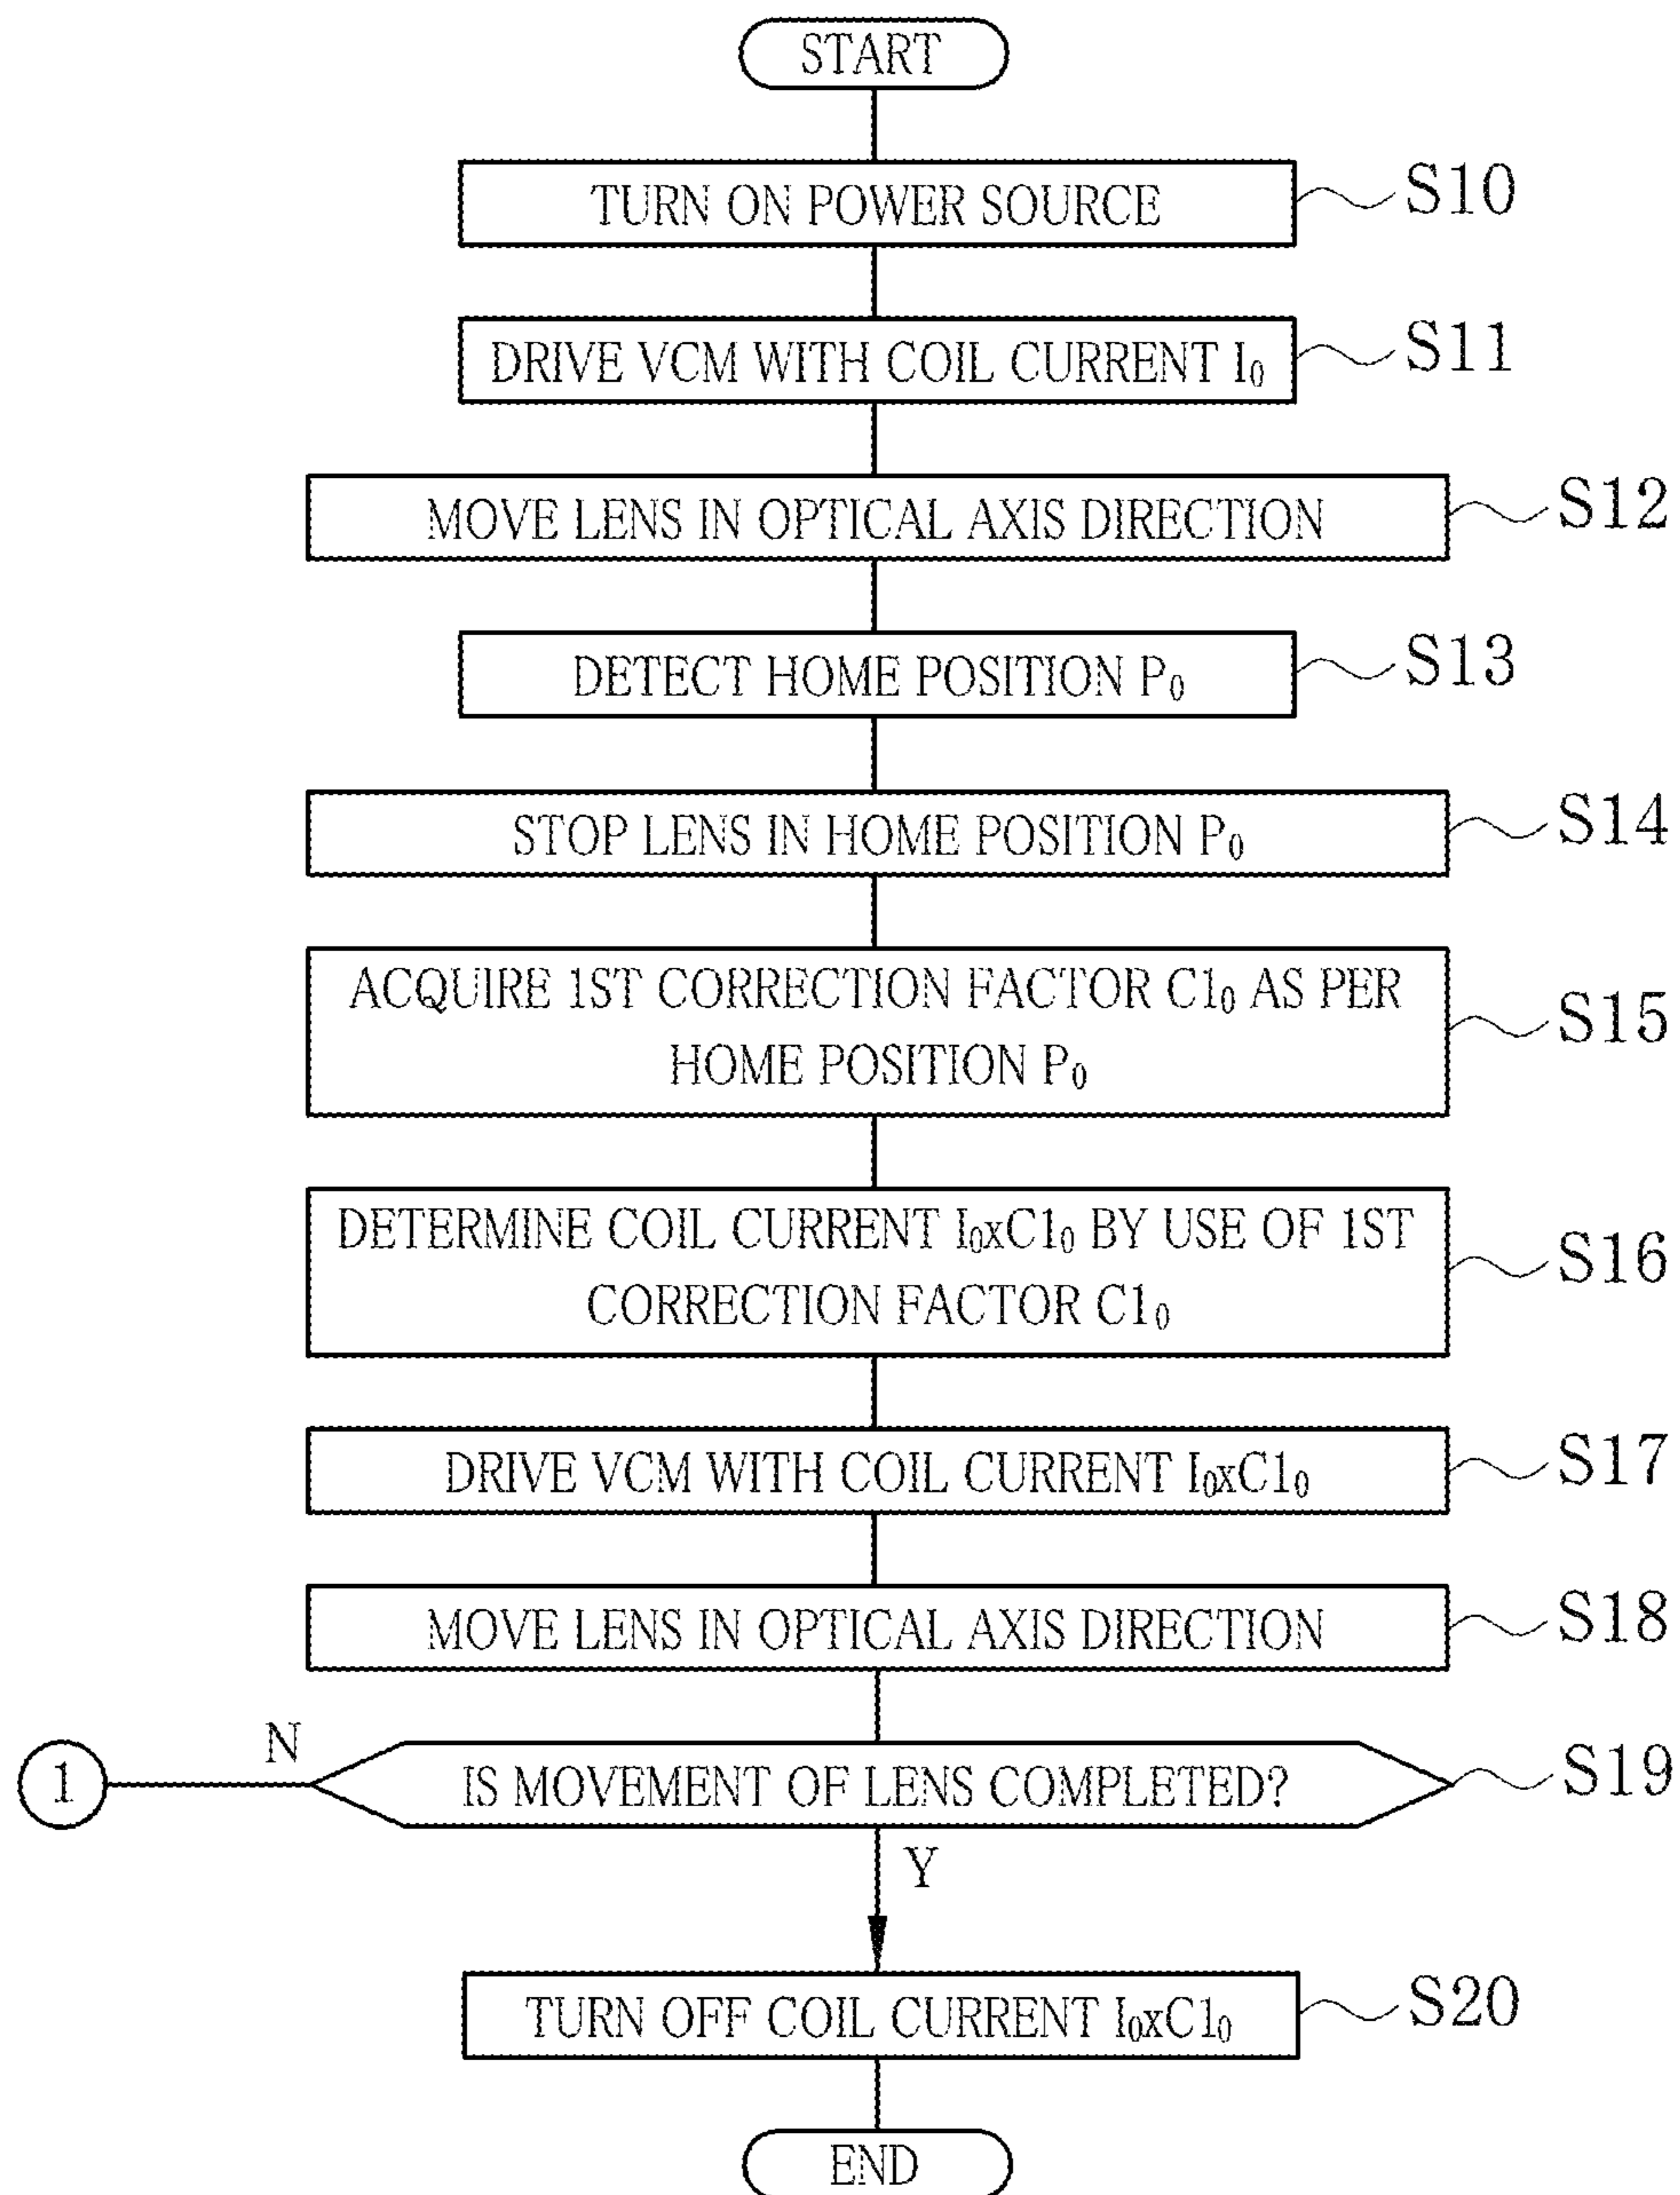 START
TURN ON POWER SOURCE
S10
DRIVE VCM WITH COIL CURRENT I₀
S11
MOVE LENS IN OPTICAL AXIS DIRECTION
S12
DETECT HOME POSITION P₀
S13
STOP LENS IN HOME POSITION P₀
S14
ACQUIRE 1ST CORRECTION FACTOR C1₀ AS PER
HOME POSITION P₀
S15
DETERMINE COIL CURRENT I₀xC1₀ BY USE OF 1ST
CORRECTION FACTOR C1₀
S16
DRIVE VCM WITH COIL CURRENT I₀xC1₀
S17
MOVE LENS IN OPTICAL AXIS DIRECTION
S18
1
N
IS MOVEMENT OF LENS COMPLETED?
S19
Y
TURN OFF COIL CURRENT I₀xC1₀
S20
END